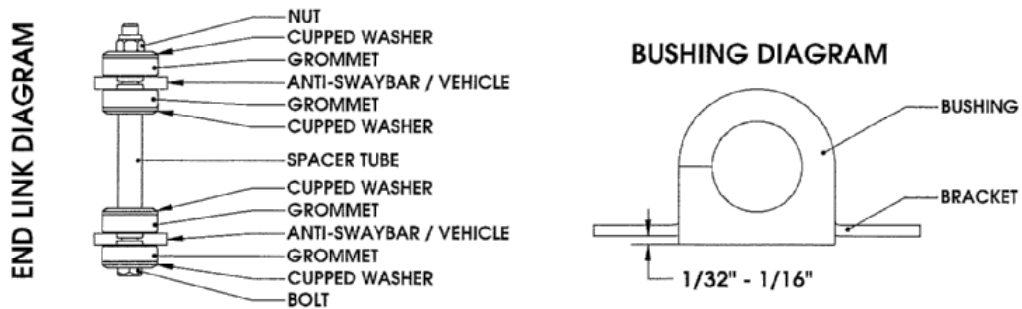 END LINK DIAGRAM
NUT
CUPPED WASHER
GROMMET
ANTI-SWAYBAR / VEHICLE
GROMMET
CUPPED WASHER
SPACER TUBE
CUPPED WASHER
GROMMET
ANTI-SWAYBAR / VEHICLE
GROMMET
CUPPED WASHER
BOLT
BUSHING DIAGRAM
BUSHING
BRACKET
1/32" - 1/16"